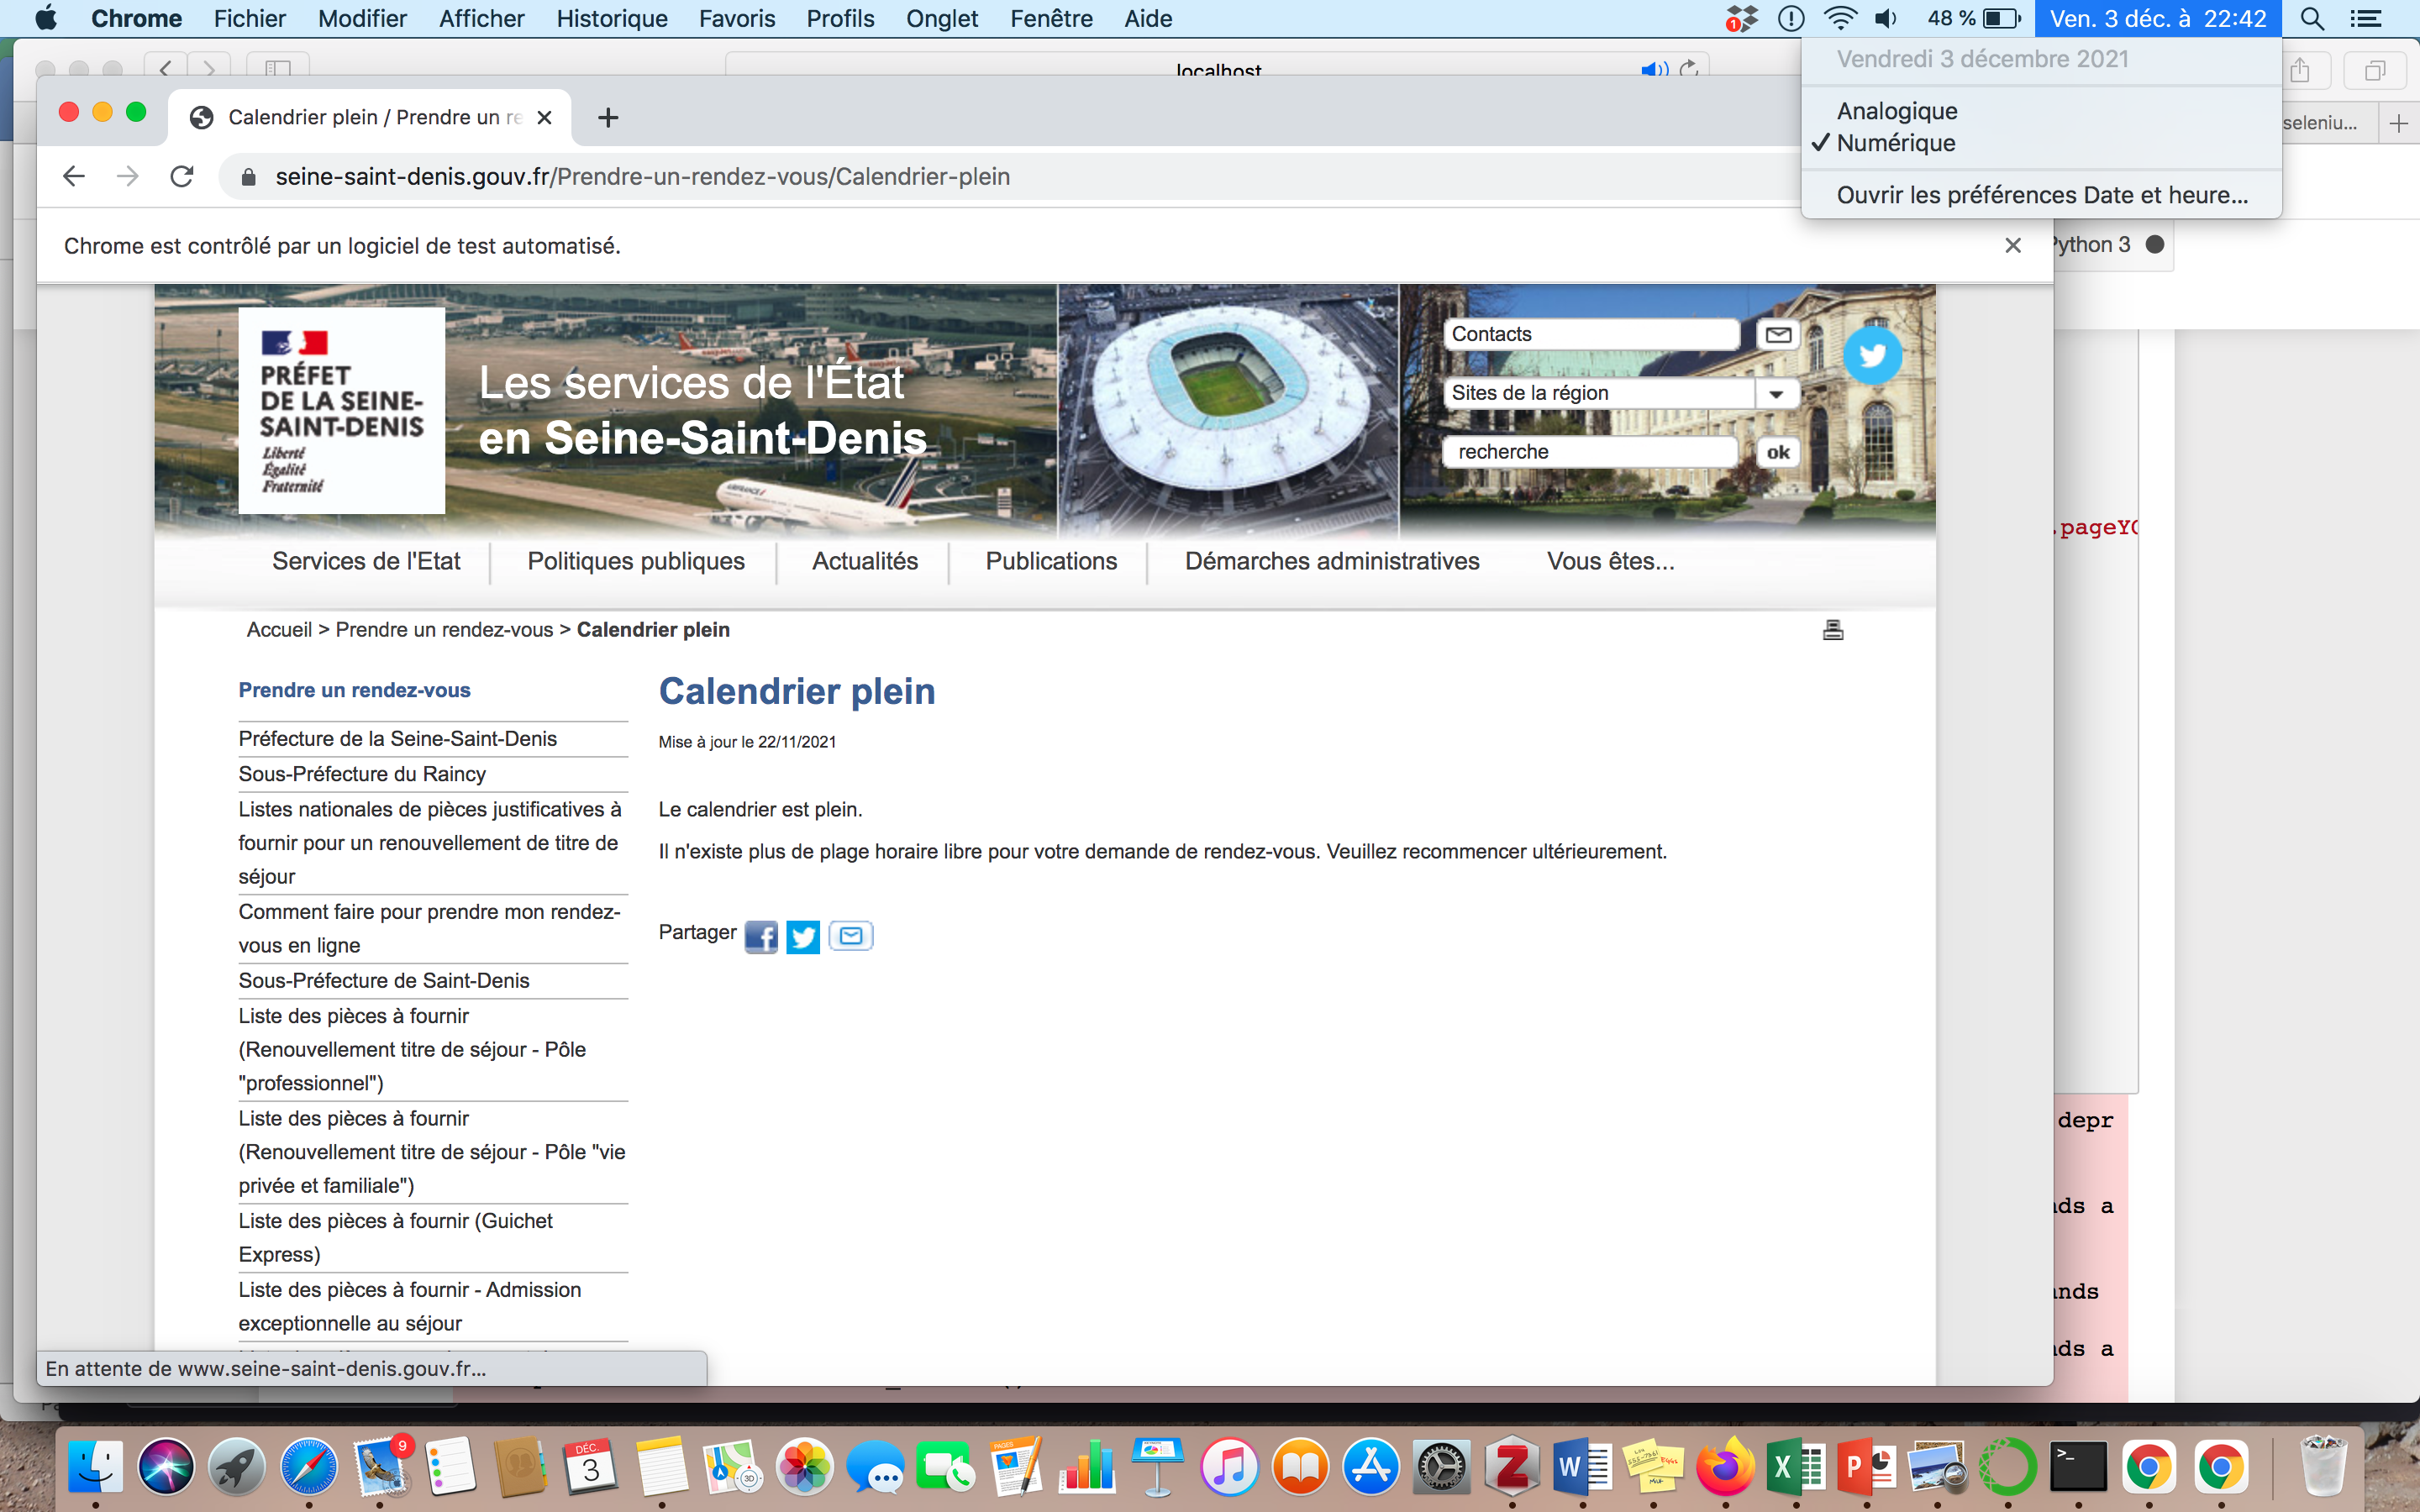 Chrome Fichier Modifier Afficher Historique Favoris Profils Onglet Fenêtre Aide
1 48 % Ven. 3 déc. à 22:42
Vendredi 3 décembre 2021
Analogique
✓ Numérique
Ouvrir les préférences Date et heure...
localhost
seleniu...
Calendrier plein / Prendre un re
seine-saint-denis.gouv.fr/Prendre-un-rendez-vous/Calendrier-plein
Chrome est contrôlé par un logiciel de test automatisé.
Python 3
PRÉFET
DE LA SEINE-
SAINT-DENIS
Liberté
Égalité
Fraternité
Les services de l'État
en Seine-Saint-Denis
Contacts
Sites de la région
recherche
ok
AIRFRANCE
Services de l'Etat
Politiques publiques
Actualités
Publications
Démarches administratives
Vous êtes...
Accueil > Prendre un rendez-vous > Calendrier plein
Prendre un rendez-vous
Préfecture de la Seine-Saint-Denis
Sous-Préfecture du Raincy
Listes nationales de pièces justificatives à
fournir pour un renouvellement de titre de
séjour
Comment faire pour prendre mon rendez-
vous en ligne
Sous-Préfecture de Saint-Denis
Liste des pièces à fournir
(Renouvellement titre de séjour - Pôle
"professionnel")
Liste des pièces à fournir
(Renouvellement titre de séjour - Pôle "vie
privée et familiale")
Liste des pièces à fournir (Guichet
Express)
Liste des pièces à fournir - Admission
exceptionnelle au séjour
Calendrier plein
Mise à jour le 22/11/2021
Le calendrier est plein.
Il n'existe plus de plage horaire libre pour votre demande de rendez-vous. Veuillez recommencer ultérieurement.
Partager
.pageYO
depr
nds a
ands
nds a
En attente de www.seine-saint-denis.gouv.fr...
9
DÉC.
3
3D
PAGES